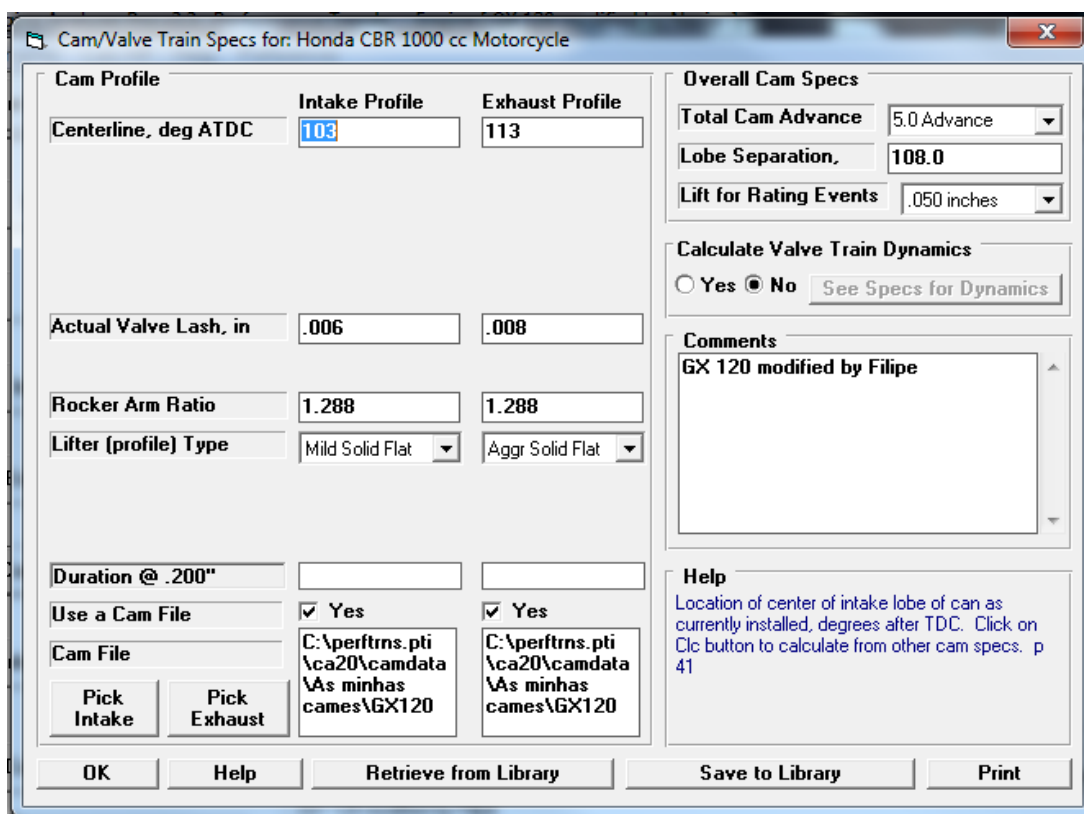 Cam/Valve Train Specs for: Honda CBR 1000 cc Motorcycle
X
Cam Profile
Intake Profile Exhaust Profile
Centerline, deg ATDC 103 113
Actual Valve Lash, in .006 .008
Rocker Arm Ratio 1.288 1.288
Lifter (profile) Type Mild Solid Flat Aggr Solid Flat
Duration @ .200"
Use a Cam File Yes Yes
Cam File
C:\perftrns.pti
\ca20\camdata
\As minhas
cames\GX120
C:\perftrns.pti
\ca20\camdata
\As minhas
cames\GX120
Pick
Intake
Pick
Exhaust
Overall Cam Specs
Total Cam Advance 5.0 Advance
Lobe Separation, 108.0
Lift for Rating Events .050 inches
Calculate Valve Train Dynamics
Yes No See Specs for Dynamics
Comments
GX 120 modified by Filipe
Help
Location of center of intake lobe of can as
currently installed, degrees after TDC. Click on
Clc button to calculate from other cam specs. p
41
OK Help Retrieve from Library Save to Library Print